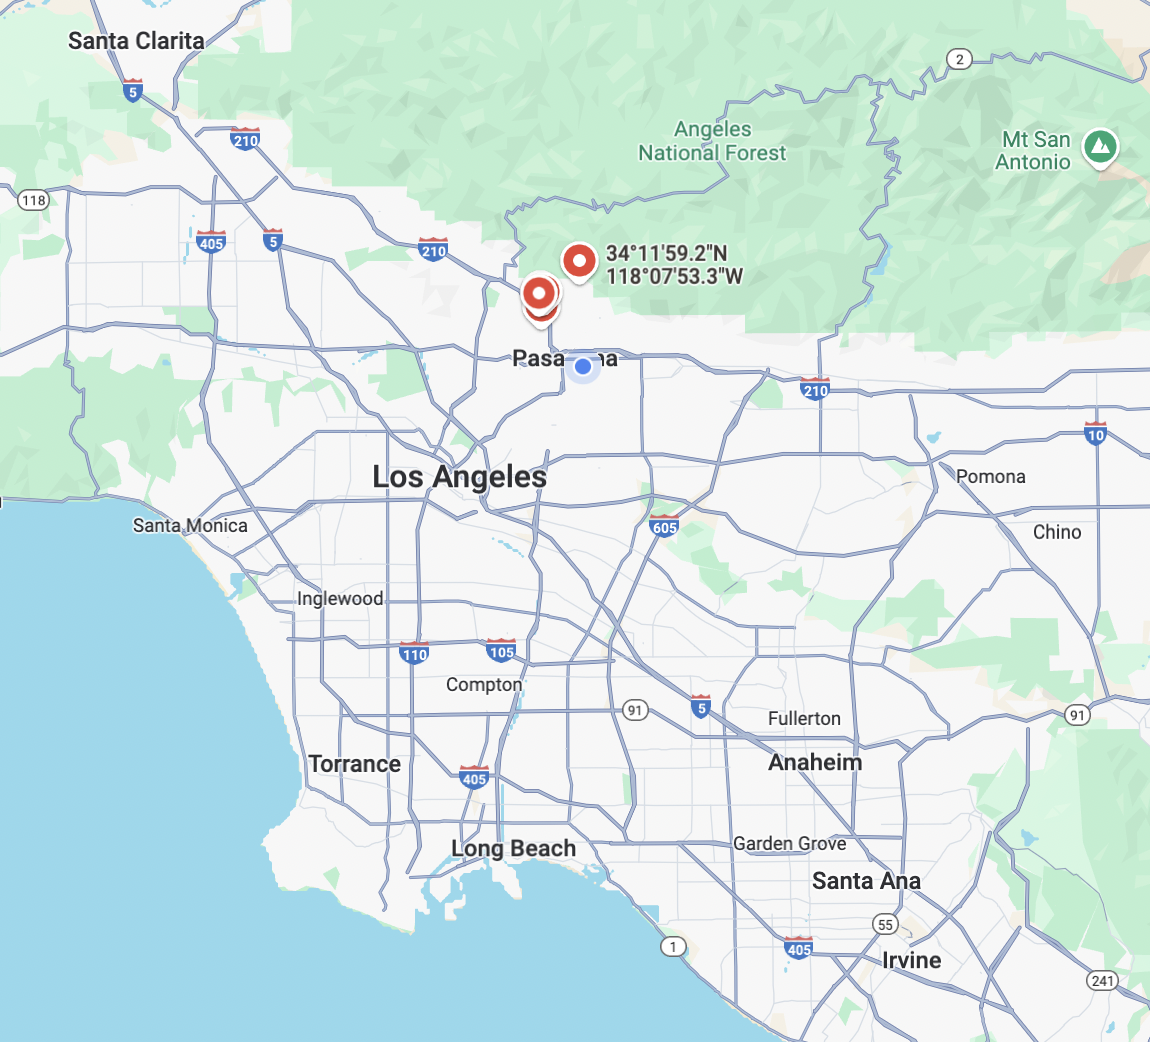 Santa Clarita
2
5
Angeles
National Forest
210
Mt San
Antonio
118
405
5
210
34°11'59.2"N
118°07'53.3"W
Pasa
na
210
10
Los Angeles
Pomona
Santa Monica
605
Chino
Inglewood
110
105
Compton
5
91
91
Fullerton
Torrance
Anaheim
405
Long Beach
Garden Grove
Santa Ana
55
1
405
Irvine
241